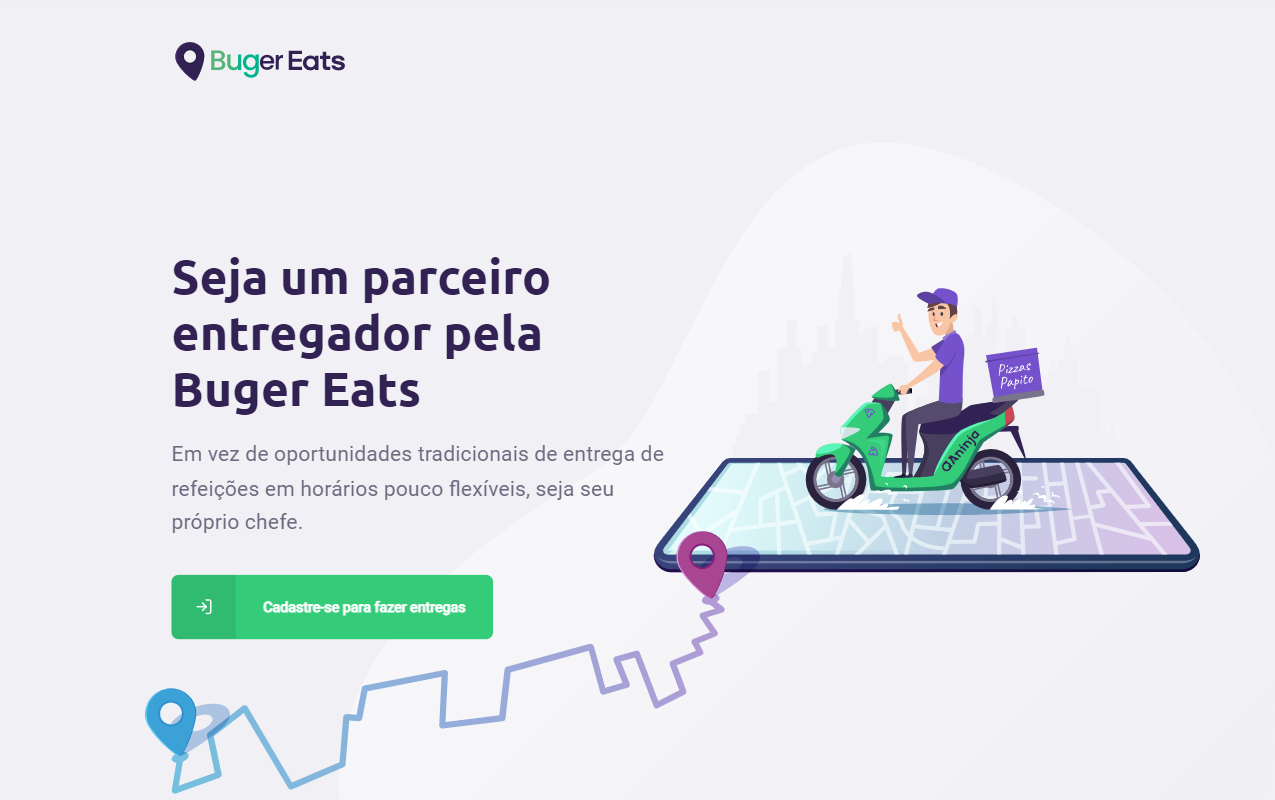 Buger Eats
Seja um parceiro
entregador pela
Buger Eats
Em vez de oportunidades tradicionais de entrega de
refeições em horários pouco flexíveis, seja seu
próprio chefe.
Cadastre-se para fazer entregas
Pizzas
Papito
QAninja